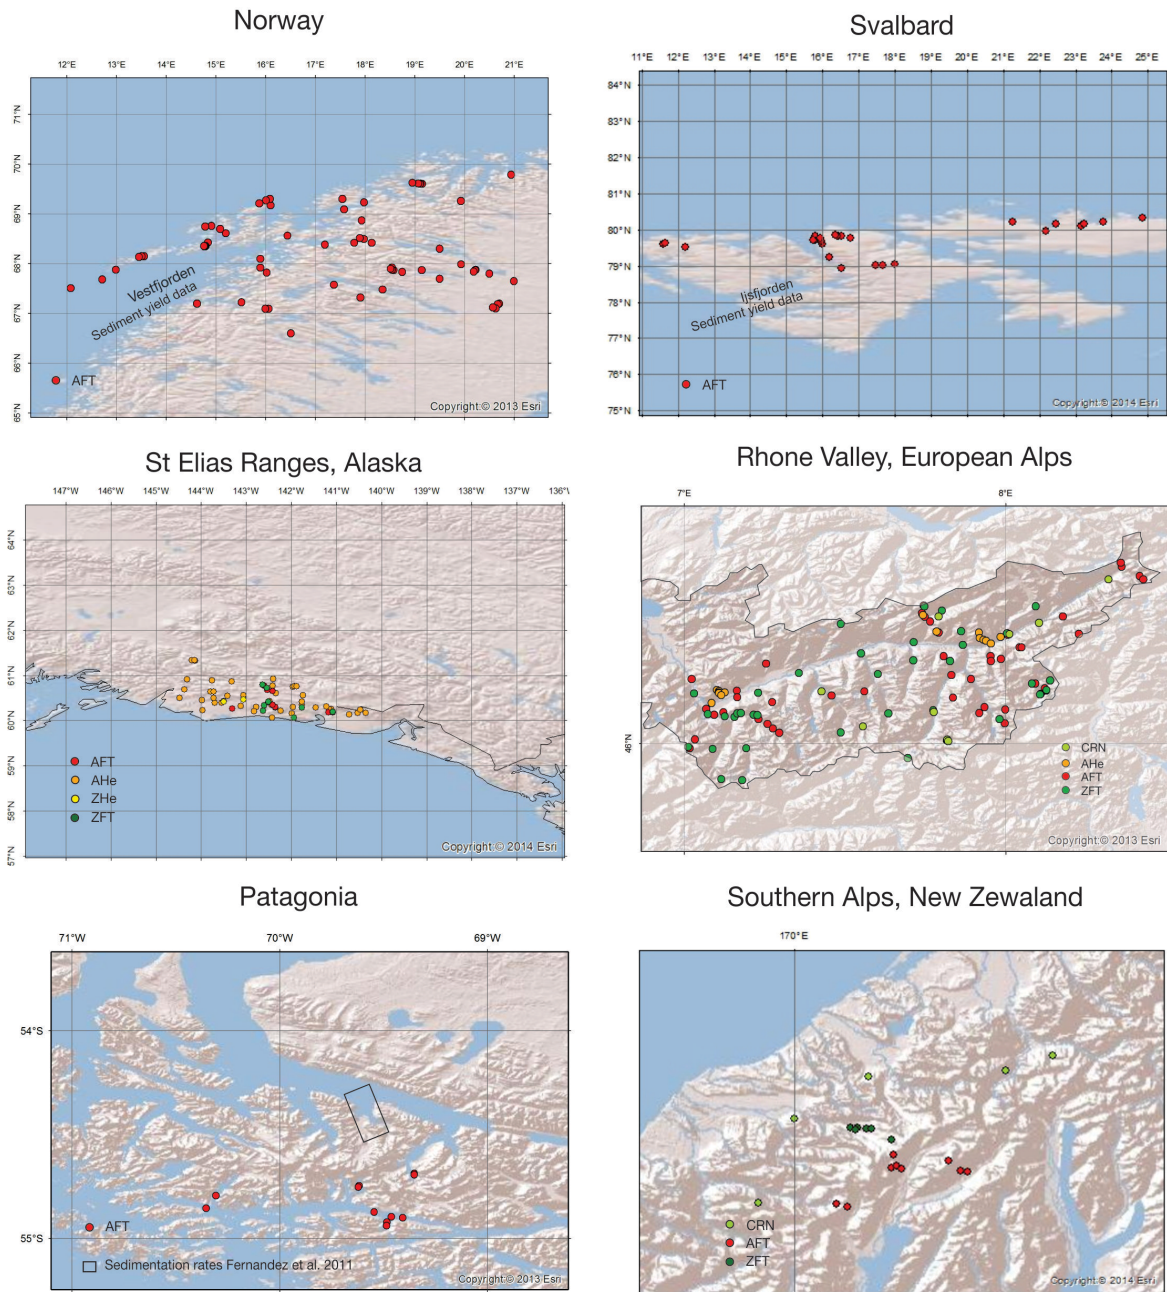 Norway
12°E 13°E 14°E 15°E 16°E 17°E 18°E 19°E 20°E 21°E
71°N
70°N
69°N
68°N
67°N
66°N
65°N
Vestfjorden
Sediment yield data
AFT
Copyright:© 2013 Esri
Svalbard
11°E 12°E 13°E 14°E 15°E 16°E 17°E 18°E 19°E 20°E 21°E 22°E 23°E 24°E 25°E
84°N
83°N
82°N
81°N
80°N
79°N
78°N
77°N
76°N
75°N
Ijsfjorden
Sediment yield data
AFT
Copyright:© 2014 Esri
St Elias Ranges, Alaska
147°W 146°W 145°W 144°W 143°W 142°W 141°W 140°W 139°W 138°W 137°W 136°W
64°N
63°N
62°N
61°N
60°N
59°N
58°N
57°N
AFT
AHe
ZHe
ZFT
Copyright:© 2014 Esri
Rhone Valley, European Alps
7°E 8°E
46°N
CRN
AHe
AFT
ZFT
Copyright:© 2013 Esri
Patagonia
71°W 70°W 69°W
54°S
55°S
AFT
Sedimentation rates Fernandez et al. 2011
Copyright:© 2013 Esri
Southern Alps, New Zewaland
170°E
CRN
AFT
ZFT
Copyright:© 2014 Esri